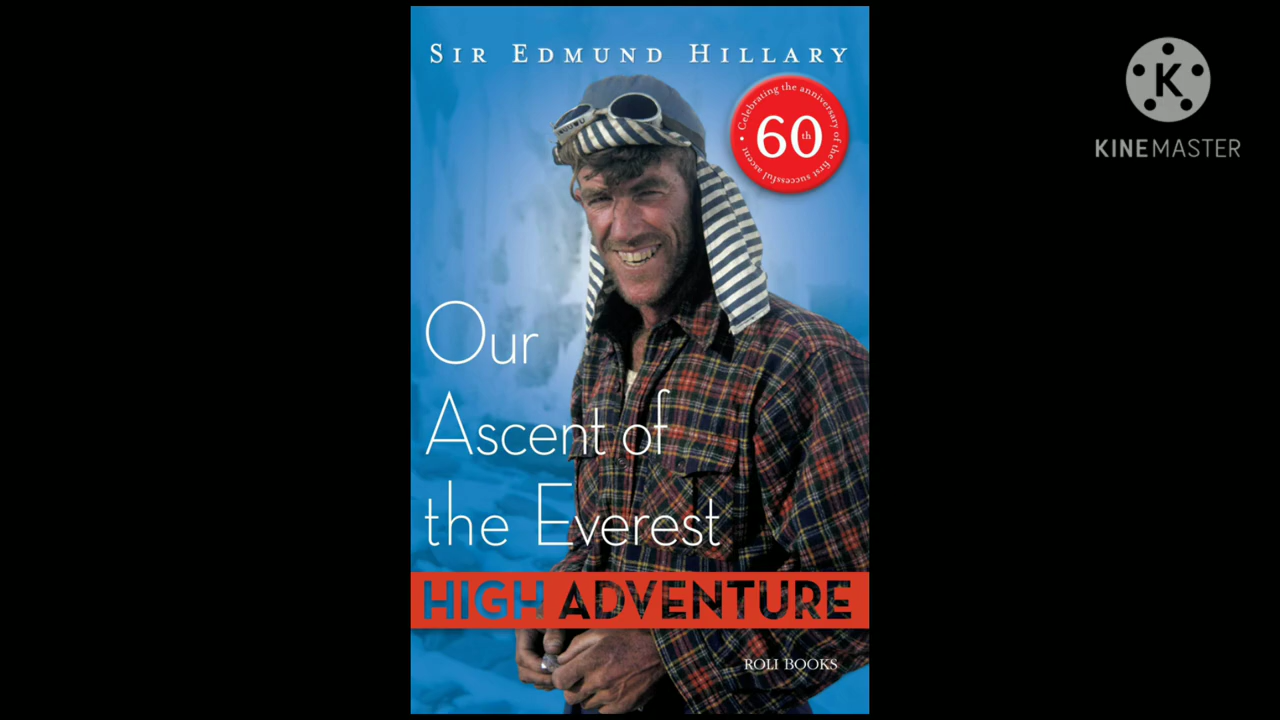 SIR EDMUND HILLARY
• Celebrating the anniversary of the first successful ascent
60th
K
KINEMASTER
Our
Ascent of
the Everest
HIGH ADVENTURE
ROLI BOOKS